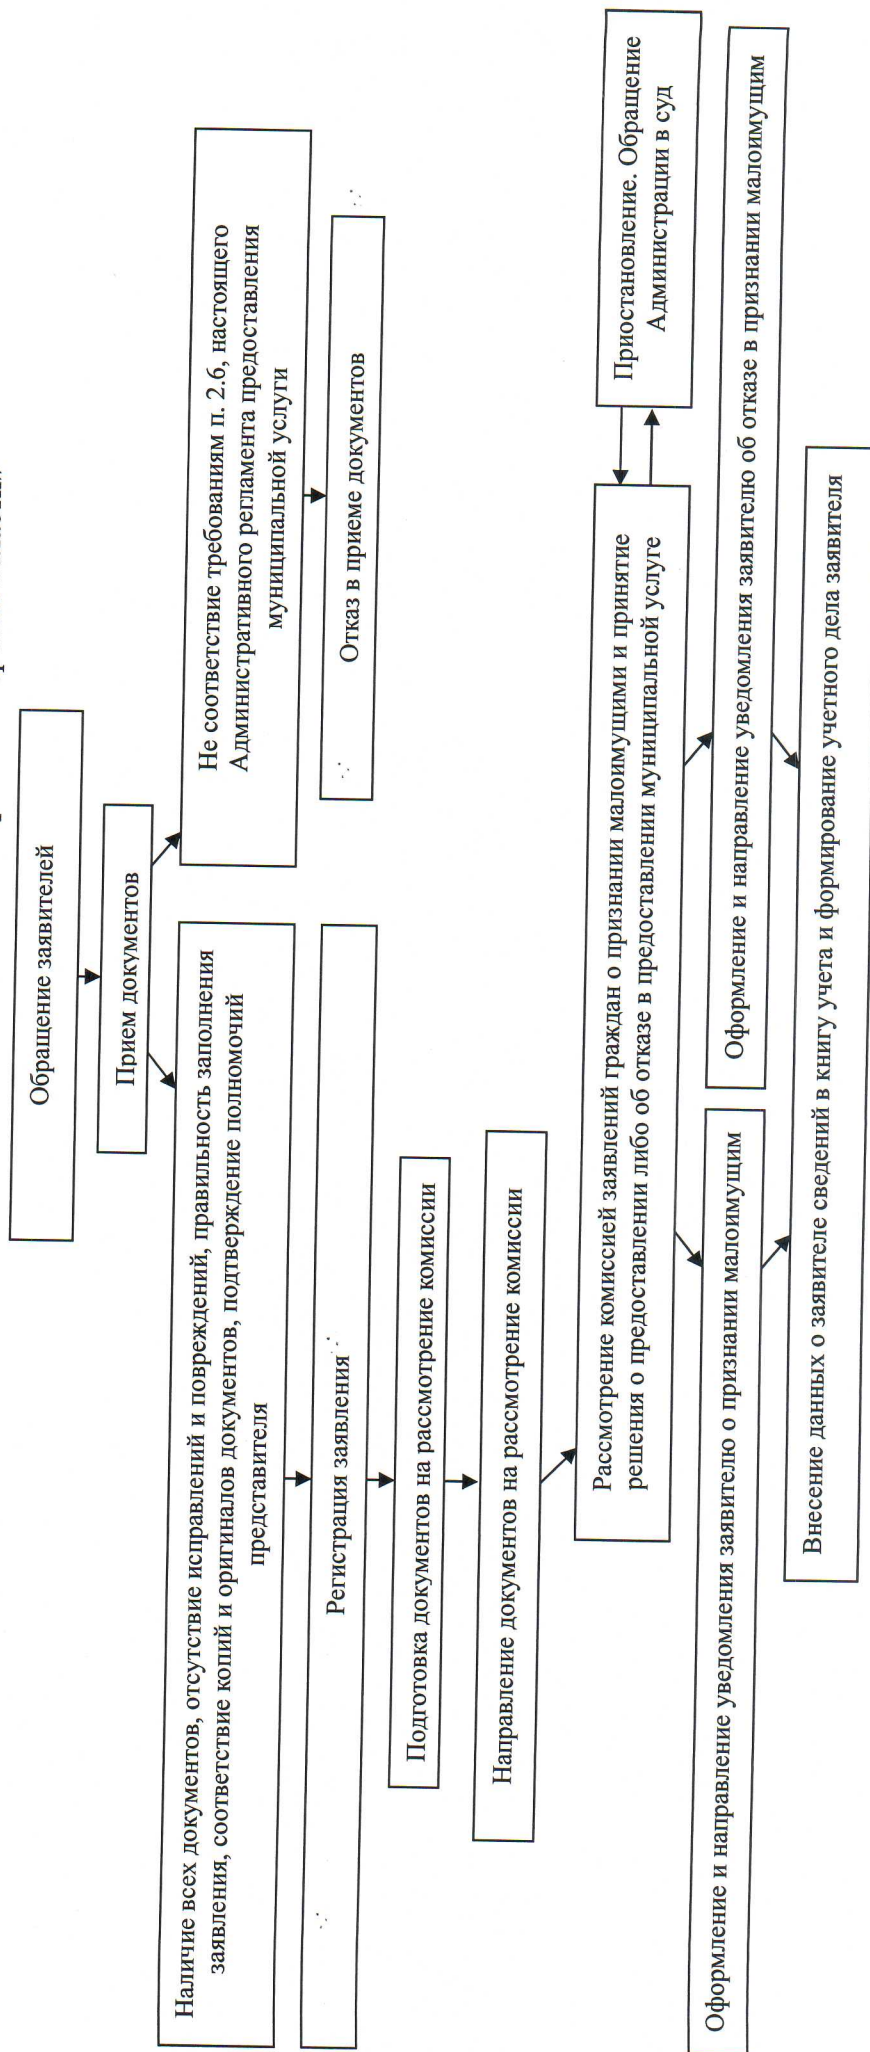 Обращение заявителей
Прием документов
Наличие всех документов, отсутствие исправлений и повреждений, правильность заполнения
заявления, соответствие копий и оригиналов документов, подтверждение полномочий
представителя
Не соответствие требованиям п. 2.6, настоящего
Административного регламента предоставления
муниципальной услуги
Регистрация заявления
Отказ в приеме документов
Подготовка документов на рассмотрение комиссии
Направление документов на рассмотрение комиссии
Рассмотрение комиссией заявлений граждан о признании малоимущими и принятие
решения о предоставлении либо об отказе в предоставлении муниципальной услуге
Приостановление. Обращение
Администрации в суд
Оформление и направление уведомления заявителю о признании малоимущим
Оформление и направление уведомления заявителю об отказе в признании малоимущим
Внесение данных о заявителе сведений в книгу учета и формирование учетного дела заявителя